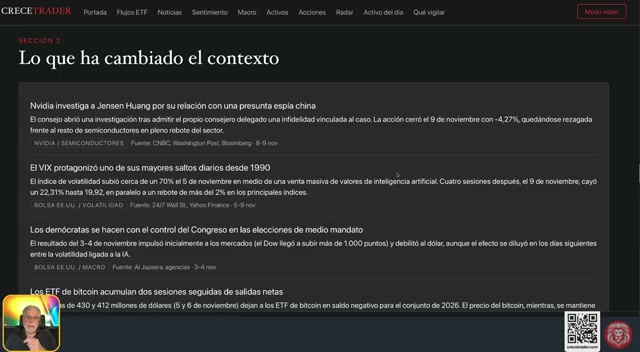 CRECETRADER
Portada Flujos ETF Noticias Sentimiento Macro Activos Acciones Radar Activo del día Qué vigilar
Modo vídeo
SECCIÓN 2
Lo que ha cambiado el contexto
Nvidia investiga a Jensen Huang por su relación con una presunta espía china
El consejo abrió una investigación tras admitir el propio consejero delegado una infidelidad vinculada al caso. La acción cerró el 9 de noviembre con −4,27%, quedándose rezagada
frente al resto de semiconductores en pleno rebote del sector.
NVIDIA / SEMICONDUCTORES Fuente: CNBC, Washington Post, Bloomberg · 8-9 nov
El VIX protagonizó uno de sus mayores saltos diarios desde 1990
El índice de volatilidad subió cerca de un 70% el 5 de noviembre en medio de una venta masiva de valores de inteligencia artificial. Cuatro sesiones después, el 9 de noviembre, cayó
un 22,31% hasta 19,92, en paralelo a un rebote de más del 2% en los principales índices.
BOLSA EE.UU. / VOLATILIDAD Fuente: 24/7 Wall St., Yahoo Finance · 5-9 nov
Los demócratas se hacen con el control del Congreso en las elecciones de medio mandato
El resultado del 3-4 de noviembre impulsó inicialmente a los mercados (el Dow llegó a subir más de 1.000 puntos) y debilitó al dólar, aunque el efecto se diluyó en los días siguientes
entre la volatilidad ligada a la IA.
BOLSA EE.UU. / MACRO Fuente: Al Jazeera, agencias · 3-4 nov
Los ETF de bitcoin acumulan dos sesiones seguidas de salidas netas
de 430 y 412 millones de dólares (5 y 6 de noviembre) dejan a los ETF de bitcoin en saldo negativo para el conjunto de 2026. El precio del bitcoin, mientras, se mantiene
crecetrader.com